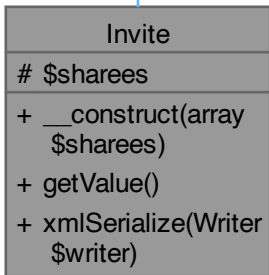 Invite
# $sharees
+ __construct(array
$sharees)
+ getValue()
+ xmlSerialize(Writer
$writer)